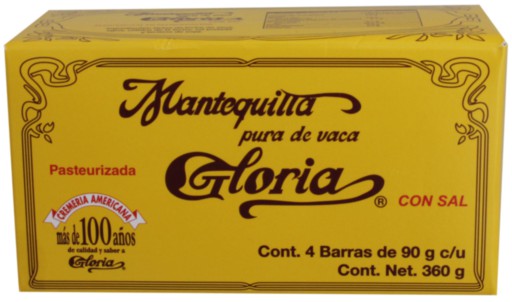 Mantequilla
pura de vaca
Gloria
Pasteurizada
Gloria ®
CON SAL
CREMERIA AMERICANA
más de 100 años
de calidad y sabor a
Gloria
Cont. 4 Barras de 90 g c/u
Cont. Net. 360 g